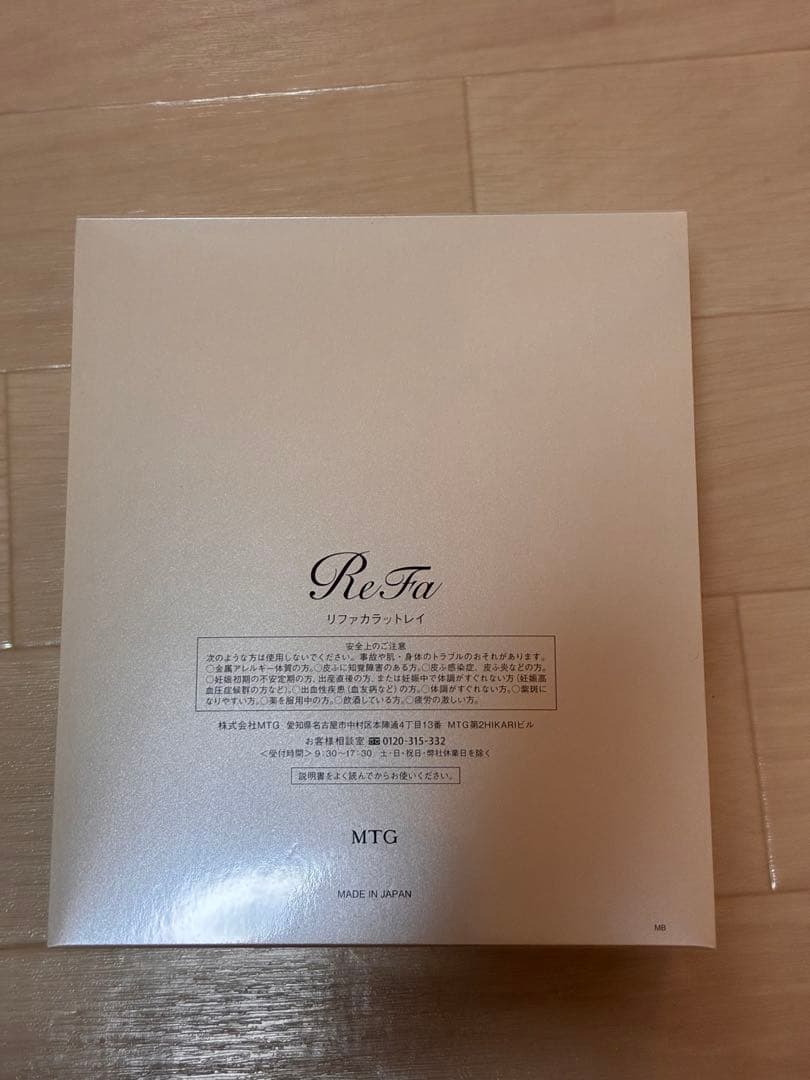 ReFa
リファカラットレイ
安全上のご注意
次のような方は使用しないでください。事故や肌・身体のトラブルのおそれがあります。
○金属アレルギー体質の方。○皮ふに知覚障害のある方。○皮ふ感染症、皮ふ炎などの方。
○妊娠初期の不安定期の方、出産直後の方、または妊娠中で体調がすぐれない方（妊娠高
血圧症候群の方など）。○出血性疾患（血友病など）の方。○体調がすぐれない方。○紫斑に
なりやすい方。○薬を服用中の方。○飲酒している方。○疲労の激しい方。
株式会社MTG 愛知県名古屋市中村区本陣通4丁目13番 MTG第2HIKARIビル
お客様相談室 0120-315-332
＜受付時間＞9：30～17：30 土・日・祝日・弊社休業日を除く
説明書をよく読んでからお使いください。
MTG
MADE IN JAPAN
MB